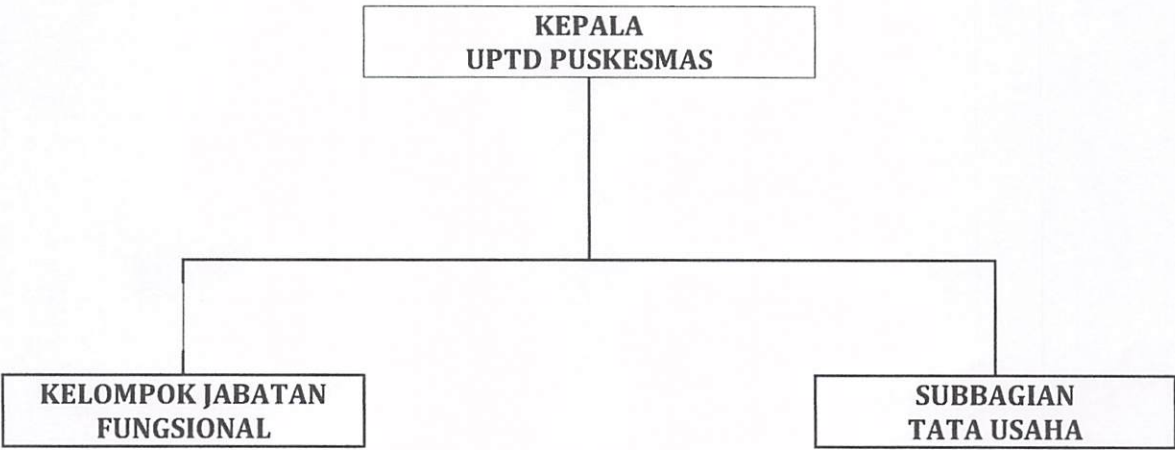 KEPALA
UPTD PUSKESMAS
KELOMPOK JABATAN
FUNGSIONAL
SUBBAGIAN
TATA USAHA